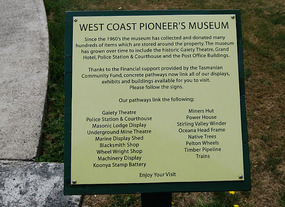 WEST COAST PIONEER'S MUSEUM
Since the 1960's the museum has collected and donated many
hundreds of items which are stored around the property. The museum
has grown over time to include the historic Gaiety Theatre, Grand
Hotel, Police Station & Courthouse and the Post Office Buildings.
Thanks to the Financial support provided by the Tasmanian
Community Fund, concrete pathways now link all of our displays,
exhibits and buildings available for you to visit.
Please follow the signs.
Our pathways link the following:
Gaiety Theatre
Police Station & Courthouse
Masonic Lodge Display
Underground Mine Theatre
Marine Display Shed
Blacksmith Shop
Wheel Wright Shop
Machinery Display
Koonya Stamp Battery
Miners Hut
Power House
Stirling Valley Winder
Oceana Head Frame
Native Trees
Pelton Wheels
Timber Pipeline
Trains
Enjoy Your Visit